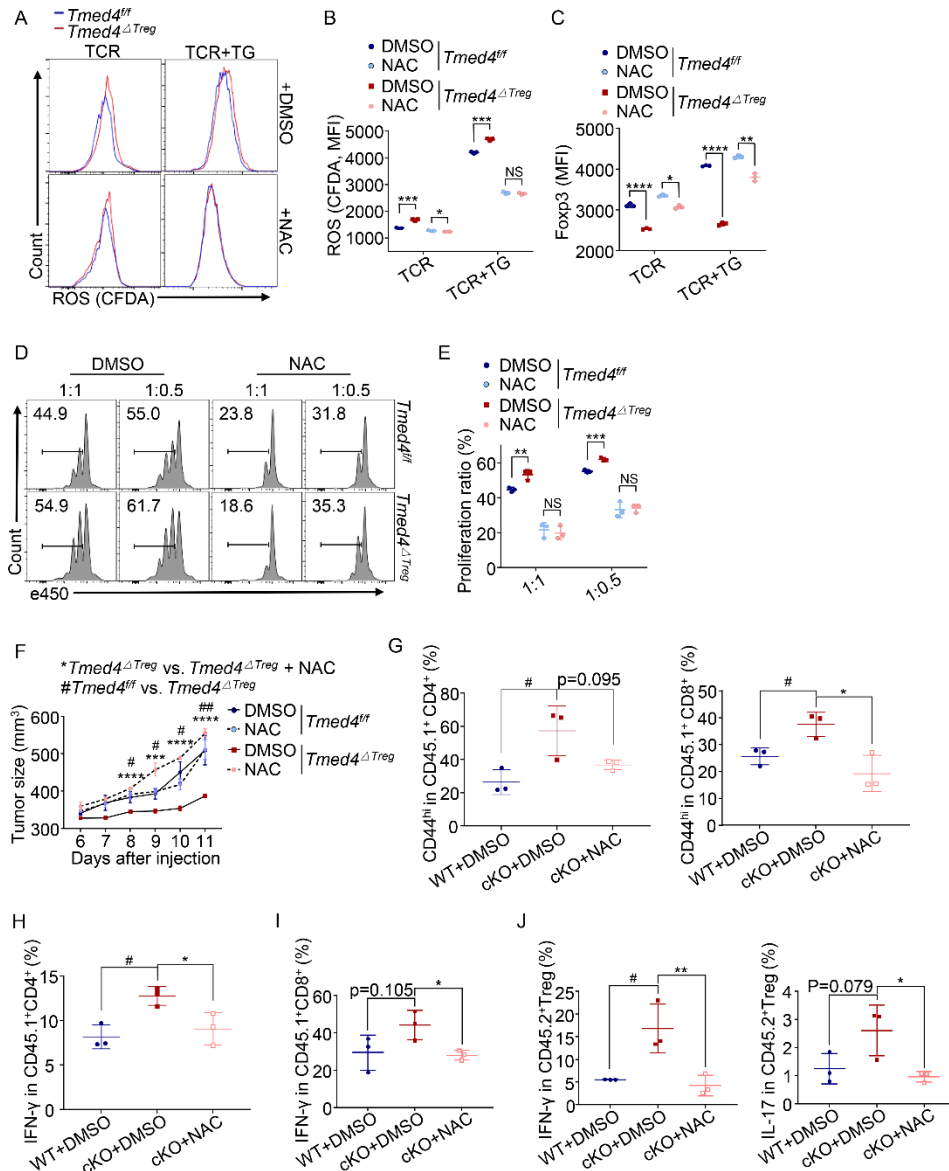 A
Tmed4f/f
Tmed4△Treg
TCR
TCR+TG
+DMSO
+NAC
Count
ROS (CFDA)
B
DMSO
NAC
Tmed4f/f
DMSO
NAC
Tmed4△Treg
ROS (CFDA, MFI)
5000
4000
3000
2000
1000
***
*
***
NS
TCR
TCR+TG
C
DMSO
NAC
Tmed4f/f
DMSO
NAC
Tmed4△Treg
Foxp3 (MFI)
4000
3000
2000
****
*
****
**
TCR
TCR+TG
D
DMSO
NAC
1:1
1:0.5
1:1
1:0.5
44.9
55.0
23.8
31.8
Tmed4f/f
54.9
61.7
18.6
35.3
Tmed4△Treg
Count
e450
E
DMSO
NAC
Tmed4f/f
DMSO
NAC
Tmed4△Treg
Proliferation ratio (%)
60
40
20
0
**
NS
***
NS
1:1
1:0.5
F
*Tmed4△Treg vs. Tmed4△Treg + NAC
#Tmed4f/f vs. Tmed4△Treg
DMSO
NAC
Tmed4f/f
DMSO
NAC
Tmed4△Treg
Tumor size (mm3)
600
500
400
300
#
****
#
***
#
****
##
****
6 7 8 9 10 11
Days after injection
G
CD44hi in CD45.1+ CD4+ (%)
80
60
40
20
0
#
p=0.095
WT+DMSO
cKO+DMSO
cKO+NAC
CD44hi in CD45.1+ CD8+ (%)
50
40
30
20
10
0
#
*
WT+DMSO
cKO+DMSO
cKO+NAC
H
IFN-γ in CD45.1+CD4+ (%)
15
10
5
0
#
*
WT+DMSO
cKO+DMSO
cKO+NAC
I
IFN-γ in CD45.1+CD8+ (%)
60
40
20
0
p=0.105
*
WT+DMSO
cKO+DMSO
cKO+NAC
J
IFN-γ in CD45.2+Treg (%)
25
20
15
10
5
0
#
**
WT+DMSO
cKO+DMSO
cKO+NAC
IL-17 in CD45.2+Treg (%)
4
3
2
1
0
P=0.079
*
WT+DMSO
cKO+DMSO
cKO+NAC